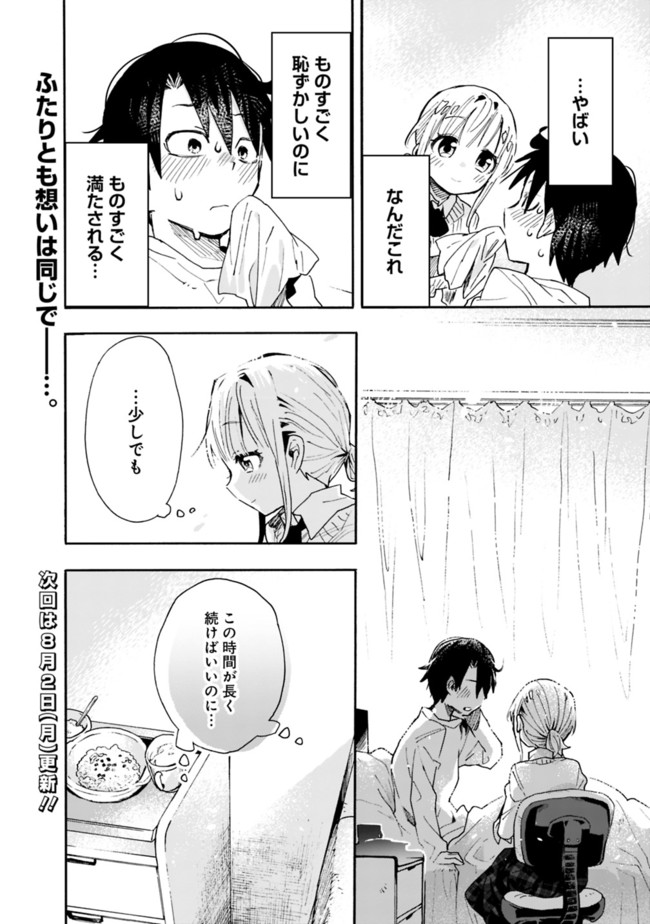 …やばい
なんだこれ
ものすごく
恥ずかしいのに
ものすごく
満たされる…
…少しでも
この時間が長く
続けばいいのに…
ふたりとも想いは同じで――…。
次回は8月2日(月)更新!!